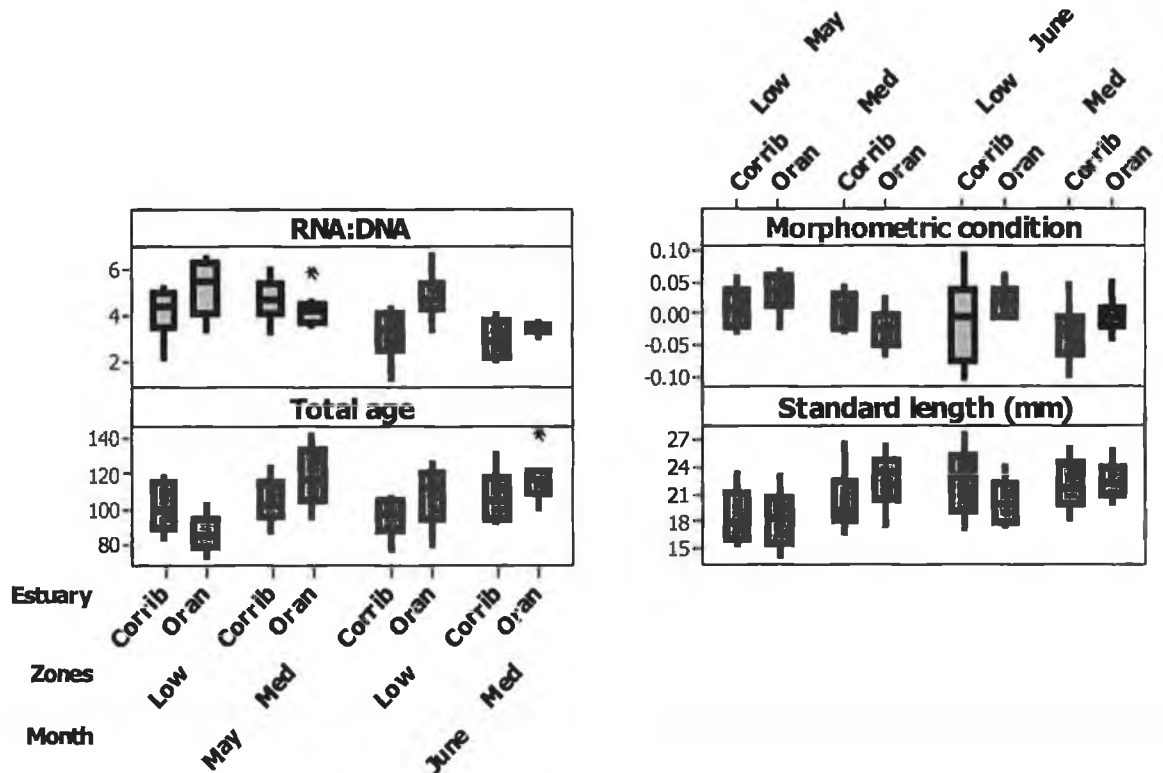 May June
Low Med Low Med
Corrib Oran Corrib Oran Corrib Oran Corrib Oran
RNA:DNA
6
4
2
*
Morphometric condition
0.10
0.05
0.00
-0.05
-0.10
Total age
140
120
100
80
*
Standard length (mm)
27
24
21
18
15
Estuary Corrib Oran Corrib Oran Corrib Oran Corrib Oran
Zones Low Med Low Med
Month May June